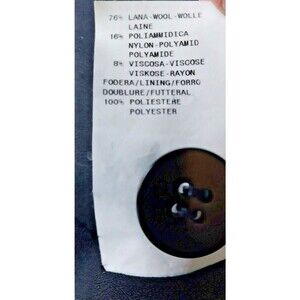 76% LANA-WOOL-WOLLE
LAINE
16% POLIAMMIDICA
NYLON-POLYAMID
POLYAMIDE
8% VISCOSA-VISCOSE
VISKOSE-RAYON
FODERA/LINING/FORRO
DOUBLURE/FUTTERAL
100% POLIESTERE
POLYESTER